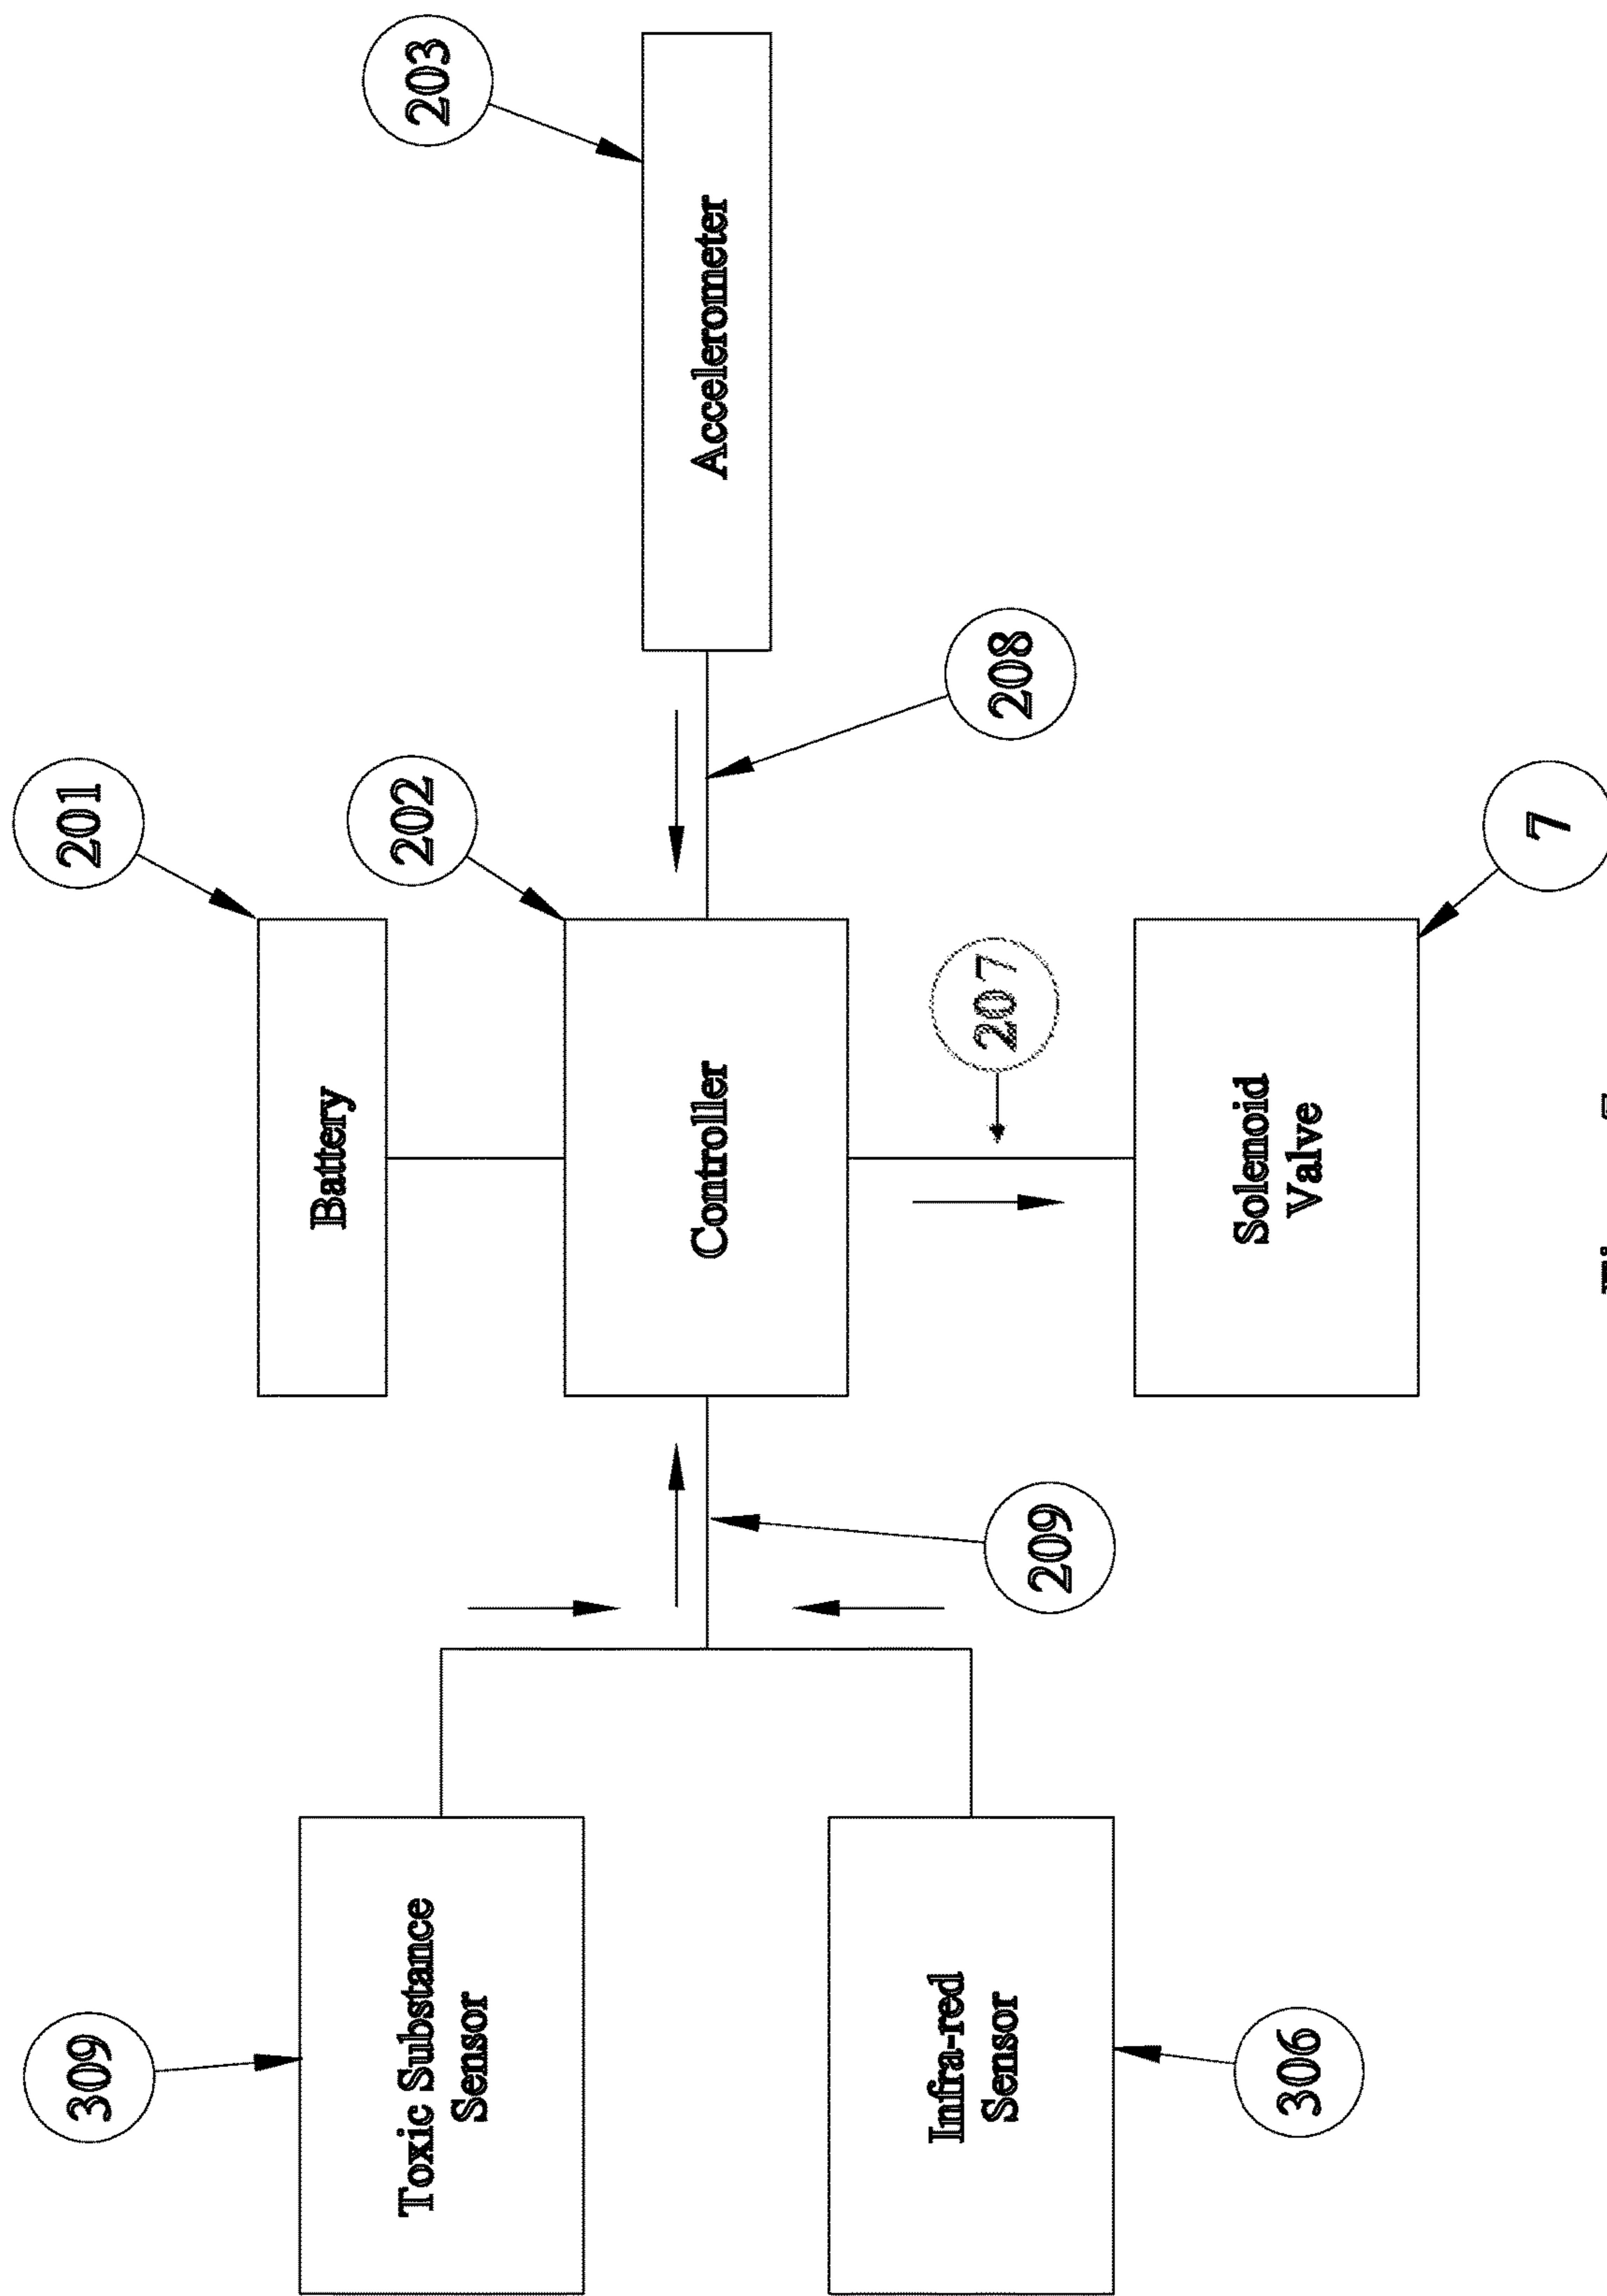 309
201
Battery
Toxic Substance
Sensor
202
203
Controller
Accelerometer
Infra-red
Sensor
209
207
208
Solenoid
Valve
306
7